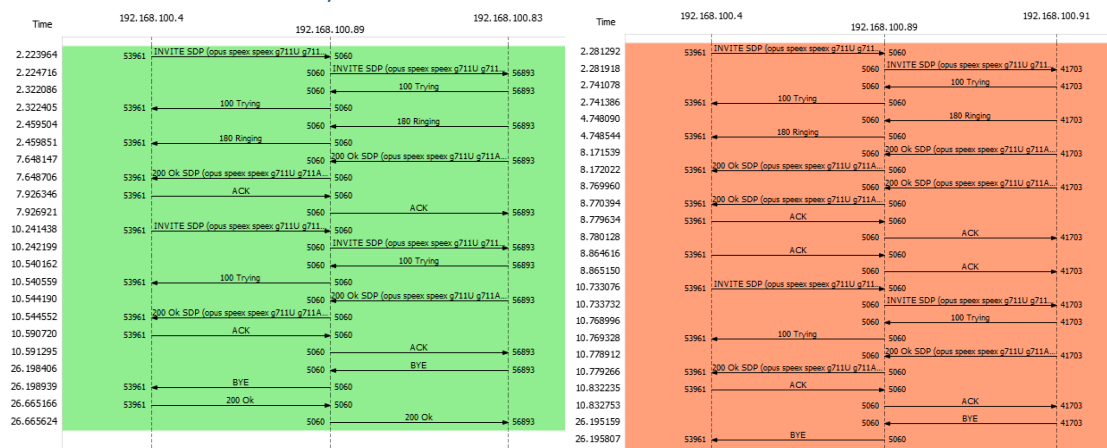 Time 192.168.100.4 192.168.100.89 192.168.100.83
2.223964 53961 INVITE SDP (opus speex speex g711U g711... 5060
2.224716 5060 INVITE SDP (opus speex speex g711U g711... 56893
2.322086 5060 100 Trying 56893
2.322405 53961 100 Trying 5060
2.459504 5060 180 Ringing 56893
2.459851 53961 180 Ringing 5060
7.648147 5060 200 Ok SDP (opus speex speex g711U g711A... 56893
7.648706 53961 200 Ok SDP (opus speex speex g711U g711A... 5060
7.926346 53961 ACK 5060
7.926921 5060 ACK 56893
10.241438 53961 INVITE SDP (opus speex speex g711U g711... 5060
10.242199 5060 INVITE SDP (opus speex speex g711U g711... 56893
10.540162 5060 100 Trying 56893
10.540559 53961 100 Trying 5060
10.544190 5060 200 Ok SDP (opus speex speex g711U g711A... 56893
10.544552 53961 200 Ok SDP (opus speex speex g711U g711A... 5060
10.590720 53961 ACK 5060
10.591295 5060 ACK 56893
26.198406 5060 BYE 56893
26.198939 53961 BYE 5060
26.665166 53961 200 Ok 5060
26.665624 5060 200 Ok 56893
Time 192.168.100.4 192.168.100.89 192.168.100.91
2.281292 53961 INVITE SDP (opus speex speex g711U g711... 5060
2.281918 5060 INVITE SDP (opus speex speex g711U g711... 41703
2.741078 5060 100 Trying 41703
2.741386 53961 100 Trying 5060
4.748090 5060 180 Ringing 41703
4.748544 53961 180 Ringing 5060
8.171539 5060 200 Ok SDP (opus speex speex g711U g711A... 41703
8.172022 53961 200 Ok SDP (opus speex speex g711U g711A... 5060
8.769960 5060 200 Ok SDP (opus speex speex g711U g711A... 41703
8.770394 53961 200 Ok SDP (opus speex speex g711U g711A... 5060
8.779634 53961 ACK 5060
8.780128 5060 ACK 41703
8.864616 53961 ACK 5060
8.865150 5060 ACK 41703
10.733076 53961 INVITE SDP (opus speex speex g711U g711... 5060
10.733732 5060 INVITE SDP (opus speex speex g711U g711... 41703
10.768996 5060 100 Trying 41703
10.769328 53961 100 Trying 5060
10.778912 5060 200 Ok SDP (opus speex speex g711U g711A... 41703
10.779266 53961 200 Ok SDP (opus speex speex g711U g711A... 5060
10.832235 53961 ACK 5060
10.832753 5060 ACK 41703
26.195159 5060 BYE 41703
26.195807 53961 BYE 5060